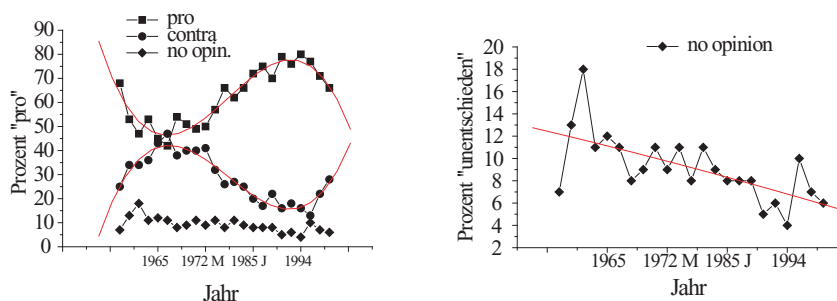 pro
contra
no opin.
90
80
70
60
50
40
30
20
10
0
Prozent "pro"
1965 1972 M 1985 J 1994
Jahr
no opinion
20
18
16
14
12
10
8
6
4
2
0
Prozent "unentschieden"
1965 1972 M 1985 J 1994
Jahr